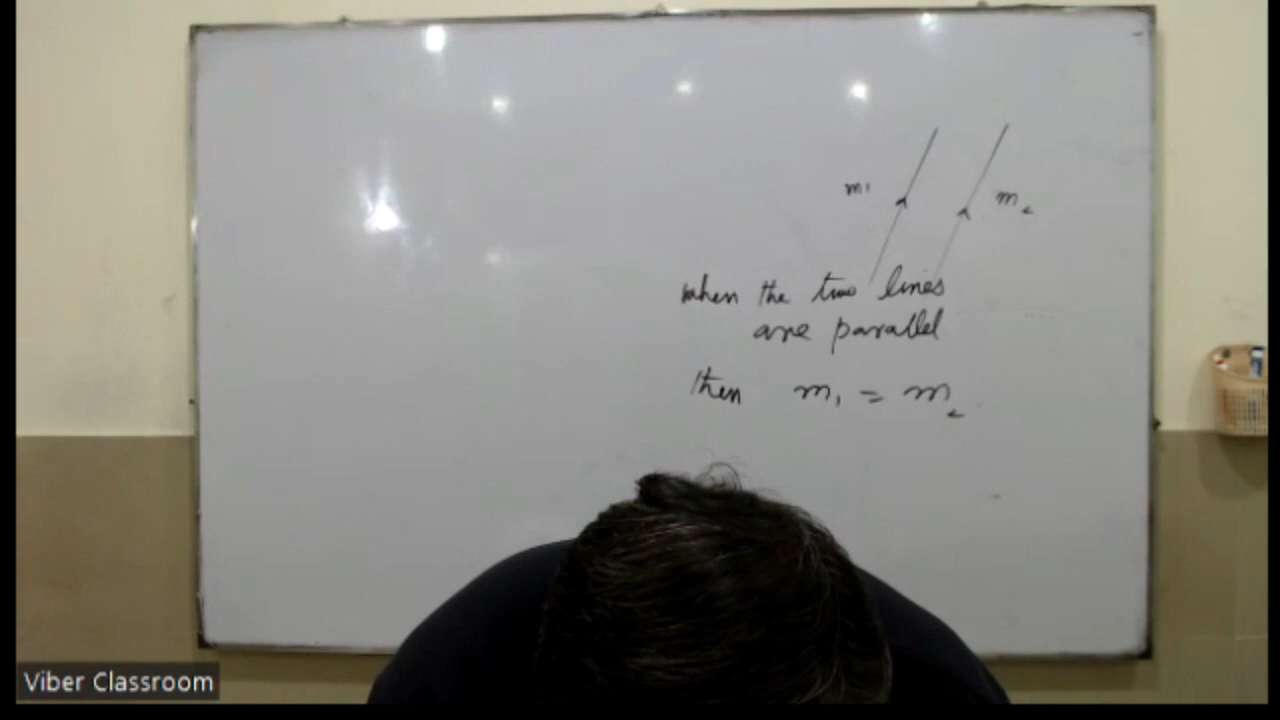 m₁
m₂
when the two lines
are parallel
then m₁ = m₂
Viber Classroom